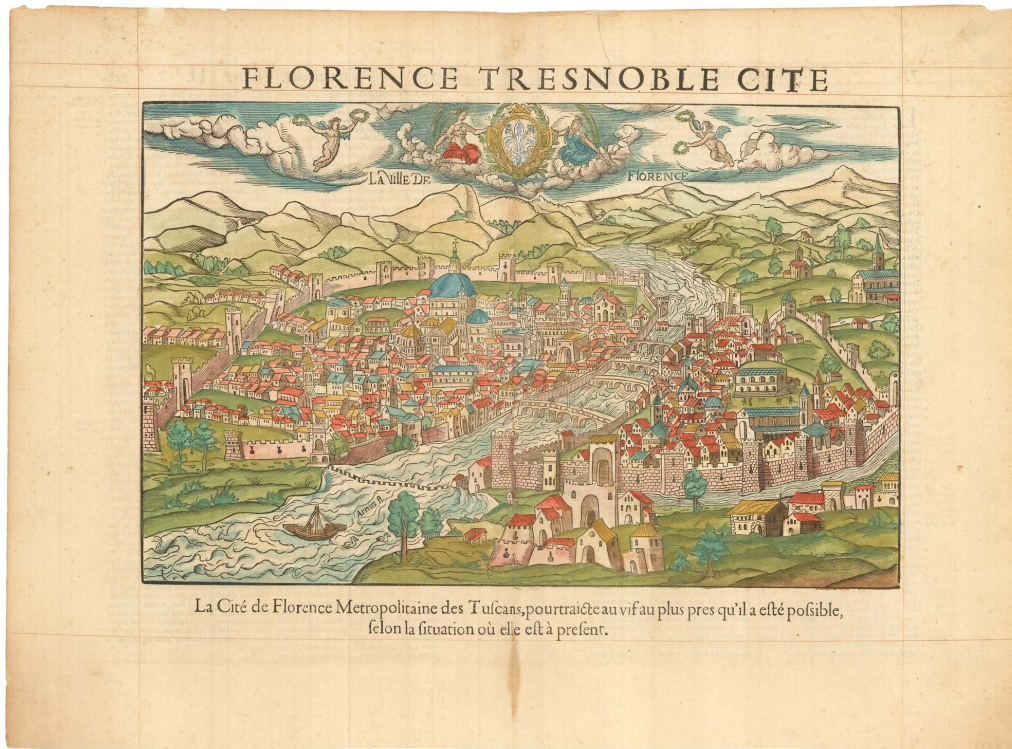 FLORENCE TRESNOBLE CITE
LA VILLE DE FLORENCE
Arnus
La Cité de Florence Metropolitaine des Tuſcans, pourtraicte au vif au plus pres qu'il a eſté poſſible,
ſelon la ſituation où elle eſt à preſent.